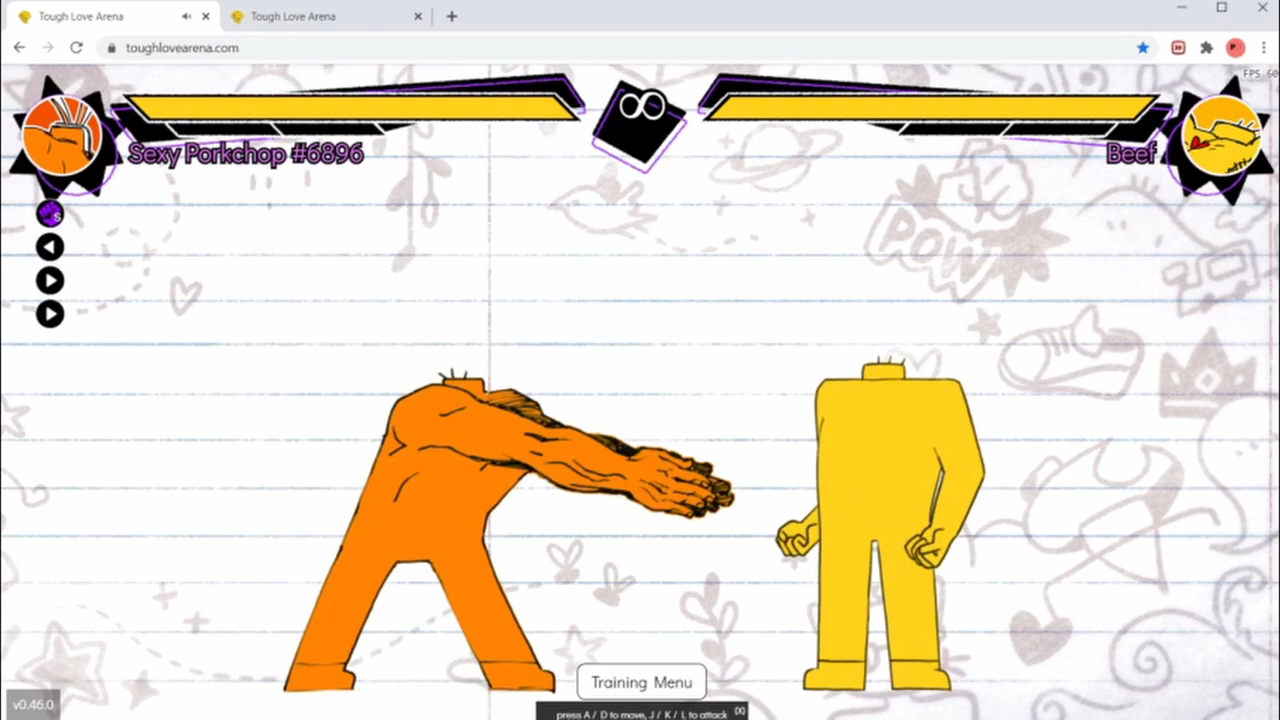 Tough Love Arena
Tough Love Arena
toughlovearena.com
FPS 60
∞
Sexy Porkchop #6896
Beef
S
POW
Training Menu
v0.46.0
press A / D to move, J / K / L to attack (X)